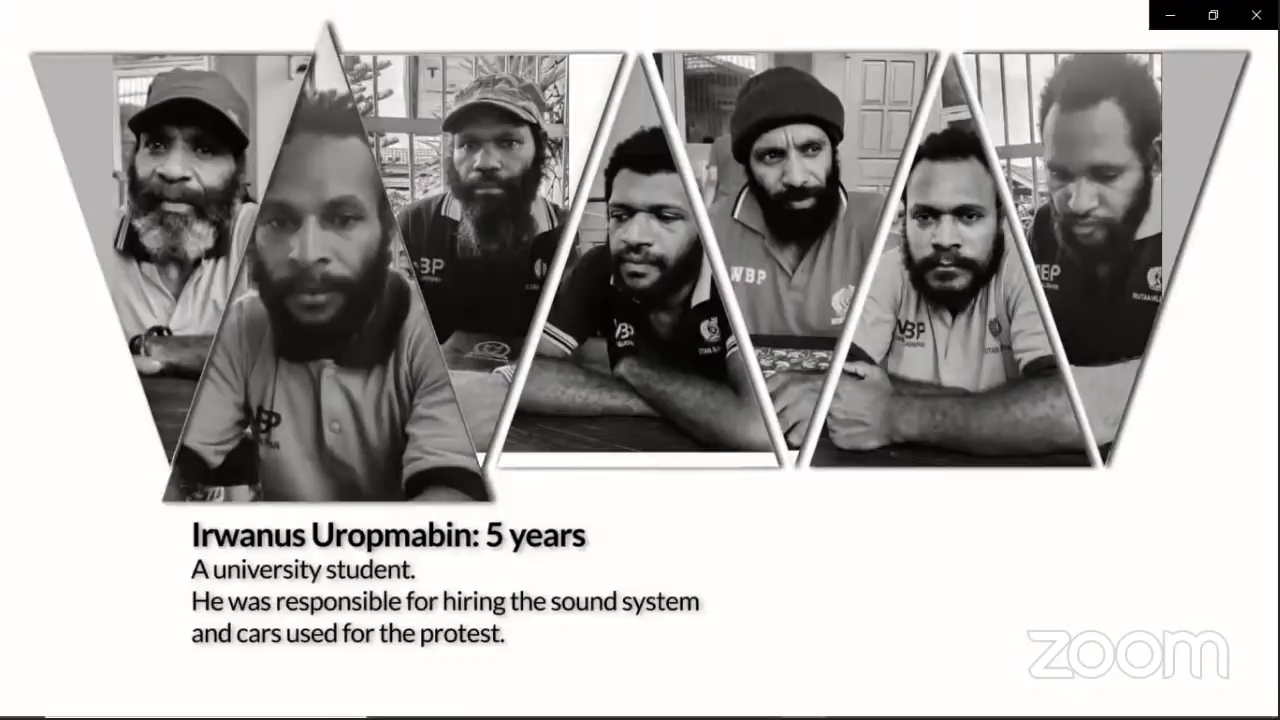 WBP
Irwanus Uropmabin: 5 years
A university student.
He was responsible for hiring the sound system
and cars used for the protest.
zoom